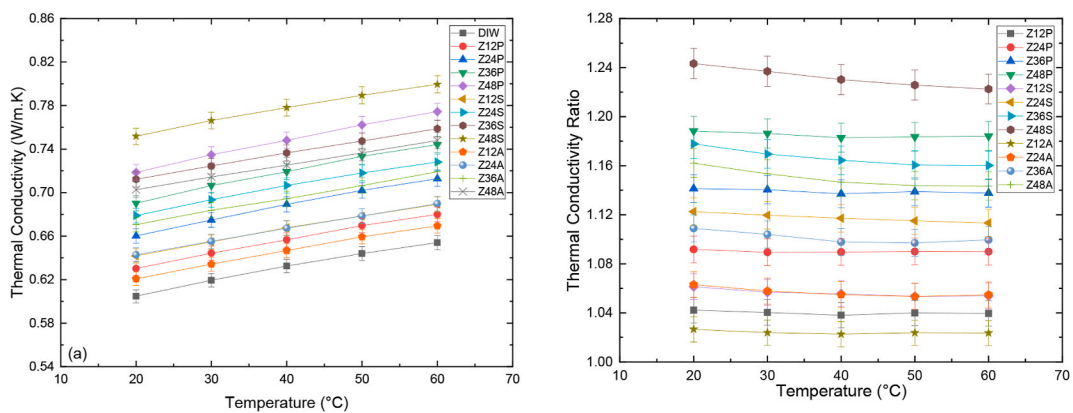 0.86
0.82
0.78
0.74
0.70
0.66
0.62
0.58
0.54
10
20
30
40
50
60
70
Thermal Conductivity (W/m.K)
Temperature (°C)
(a)
DIW
Z12P
Z24P
Z36P
Z48P
Z12S
Z24S
Z36S
Z48S
Z12A
Z24A
Z36A
Z48A
1.28
1.24
1.20
1.16
1.12
1.08
1.04
1.00
10
20
30
40
50
60
70
Thermal Conductivity Ratio
Temperature (°C)
Z12P
Z24P
Z36P
Z48P
Z12S
Z24S
Z36S
Z48S
Z12A
Z24A
Z36A
Z48A